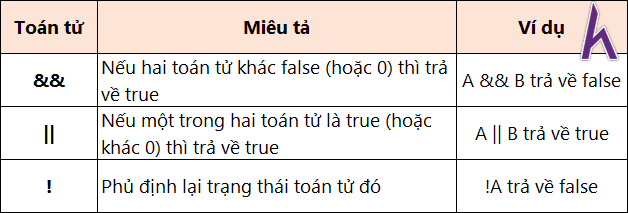 Toán tử
Miêu tả
Ví dụ
&&
Nếu hai toán tử khác false (hoặc 0) thì trả
về true
A && B trả về false
||
Nếu một trong hai toán tử là true (hoặc
khác 0) thì trả về true
A || B trả về true
!
Phủ định lại trạng thái toán tử đó
!A trả về false